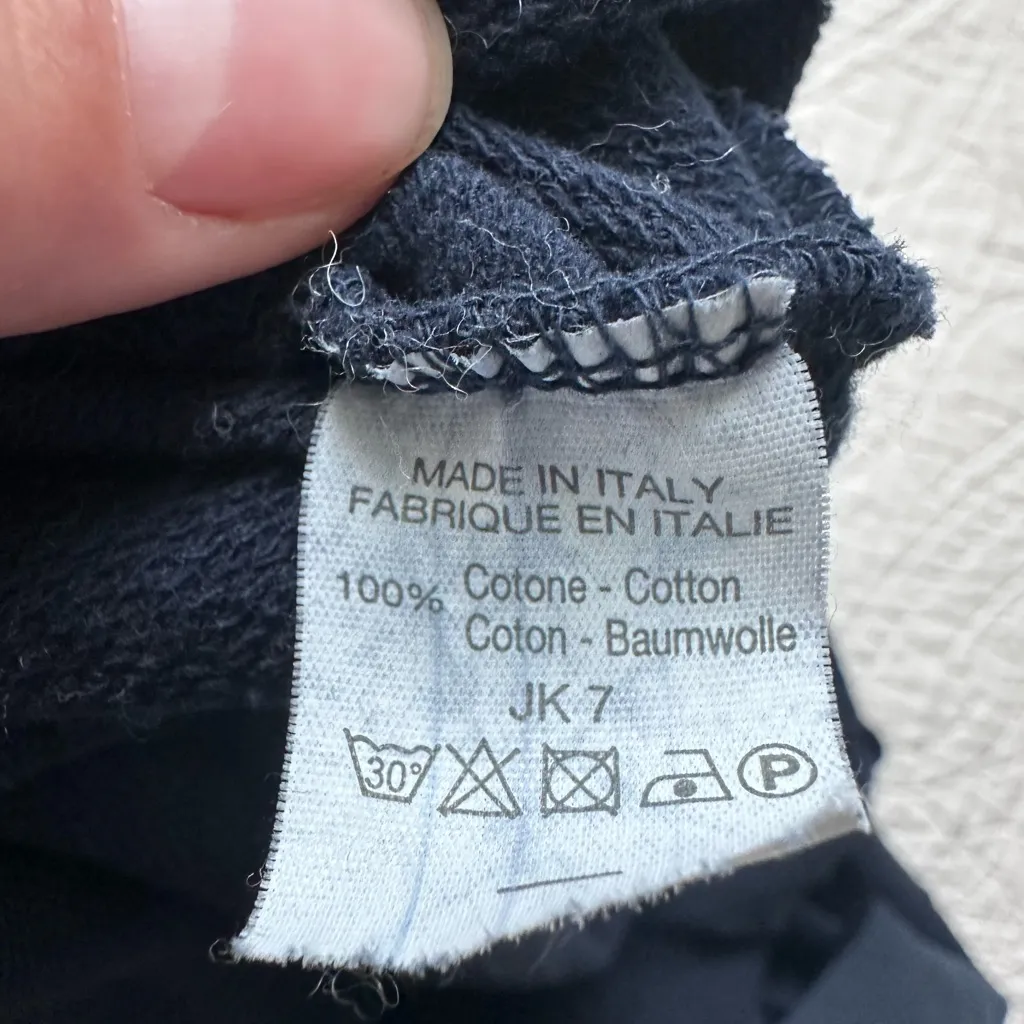 MADE IN ITALY
FABRIQUE EN ITALIE
100% Cotone - Cotton
Coton - Baumwolle
JK 7
30° P